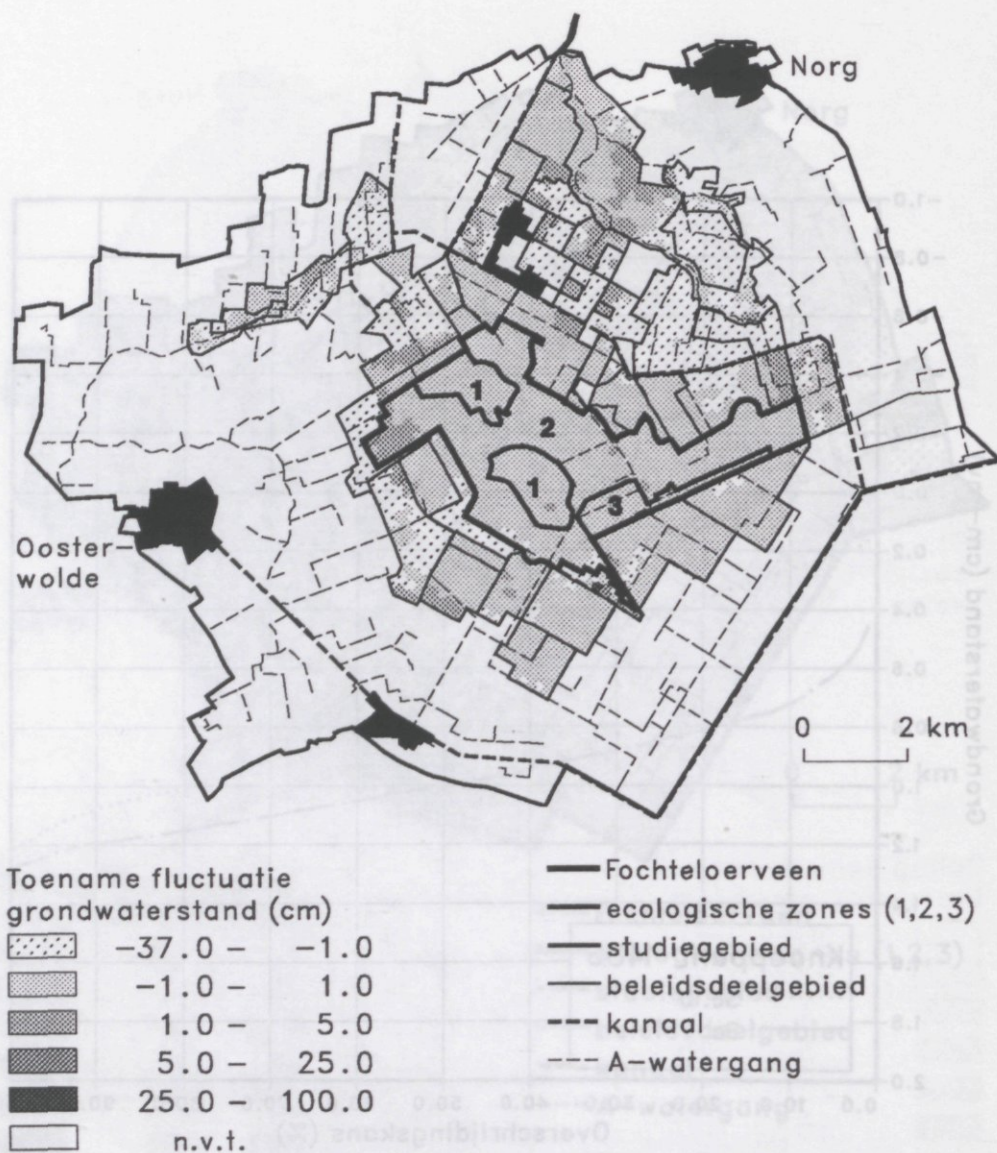 Norg
Ooster-
wolde
1
2
1
3
0 2 km
Toename fluctuatie
grondwaterstand (cm)
-37.0 - -1.0
-1.0 - 1.0
1.0 - 5.0
5.0 - 25.0
25.0 - 100.0
n.v.t.
Fochteloerveen
ecologische zones (1,2,3)
studiegebied
beleidsdeelgebied
kanaal
A-watergang